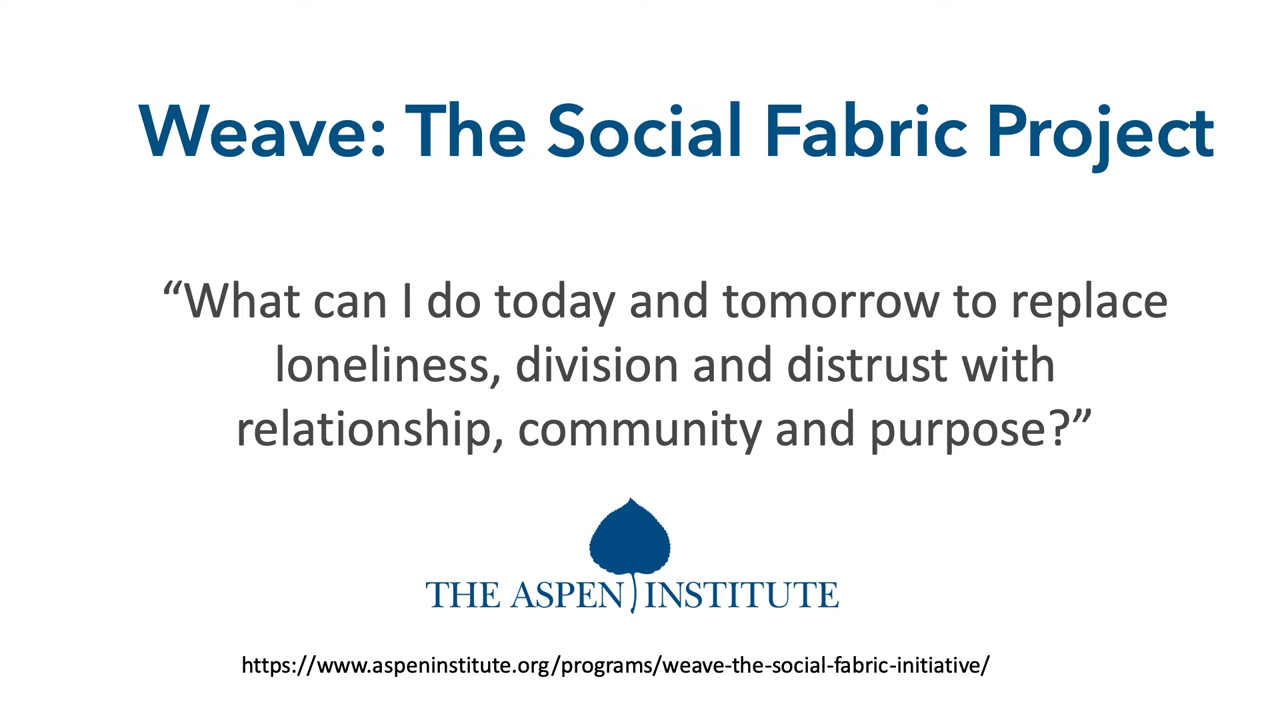 Weave: The Social Fabric Project
“What can I do today and tomorrow to replace
loneliness, division and distrust with
relationship, community and purpose?”
THE ASPEN INSTITUTE
https://www.aspeninstitute.org/programs/weave-the-social-fabric-initiative/